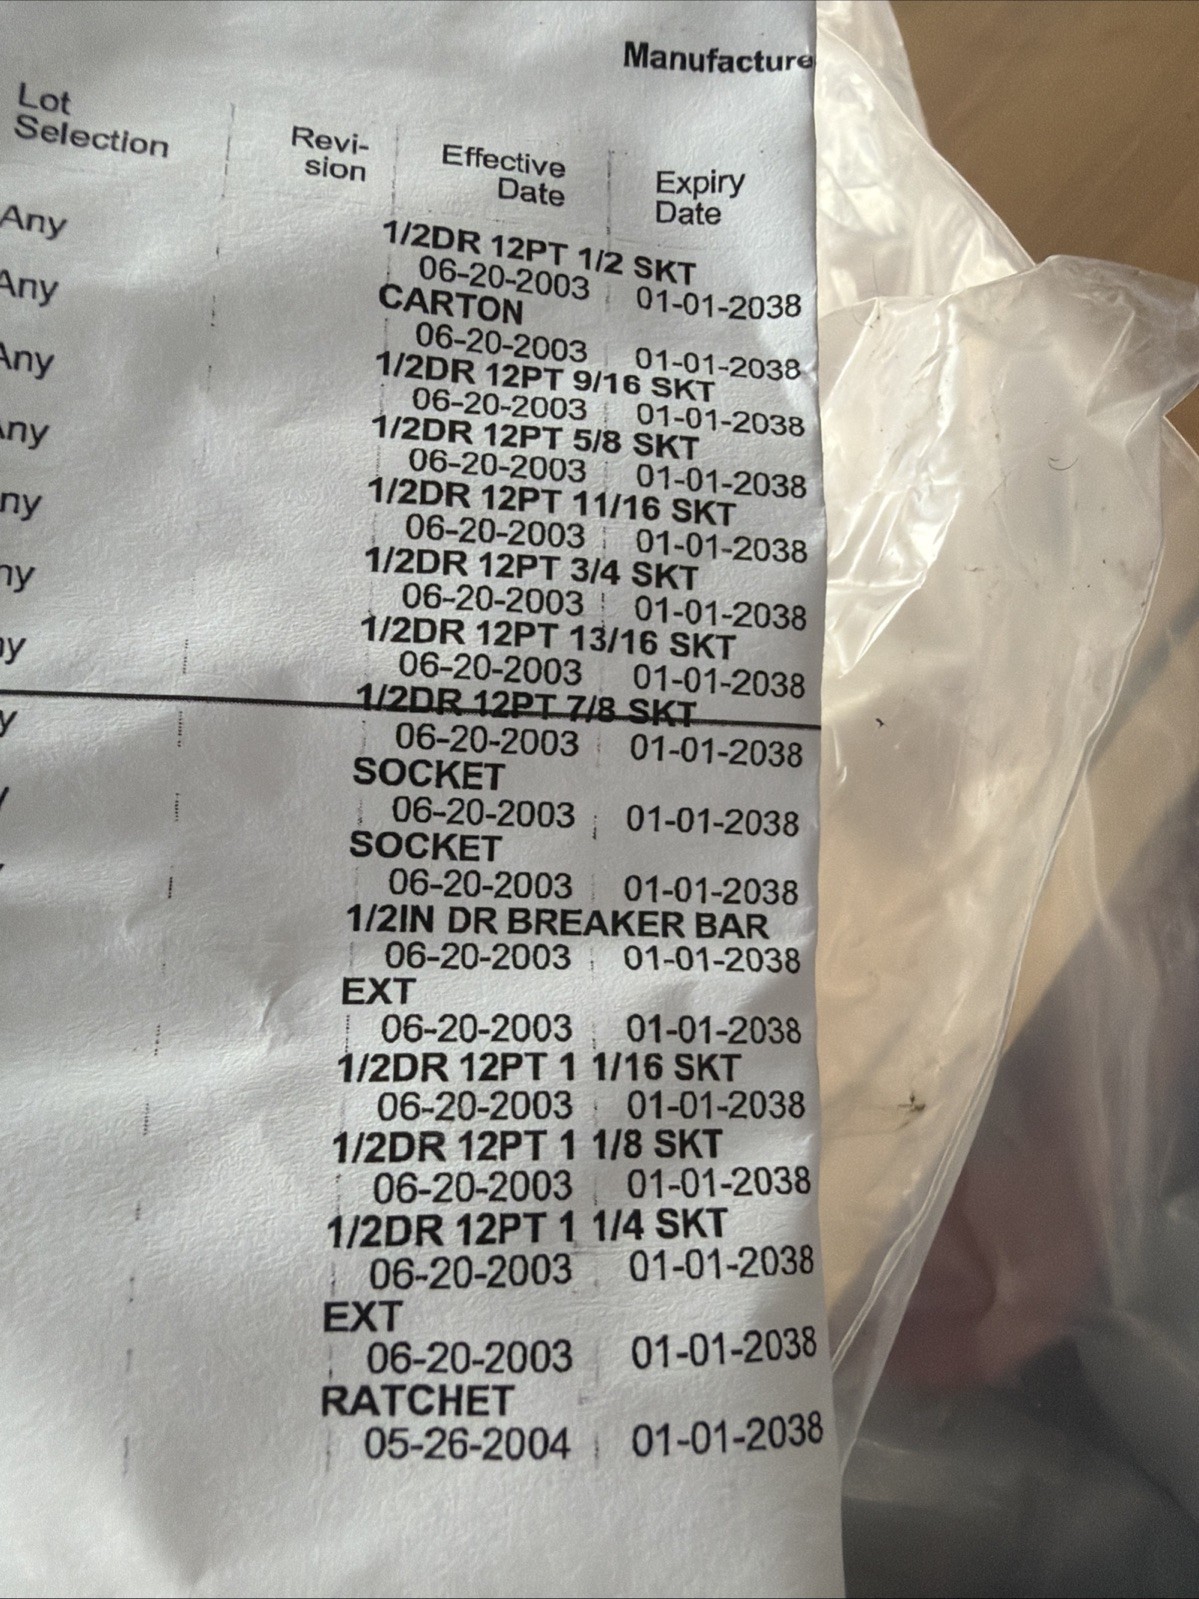 Manufacture
Lot Selection Revi-sion Effective Date Expiry Date
1/2DR 12PT 1/2 SKT
Any 06-20-2003 01-01-2038
CARTON
Any 06-20-2003 01-01-2038
1/2DR 12PT 9/16 SKT
Any 06-20-2003 01-01-2038
1/2DR 12PT 5/8 SKT
Any 06-20-2003 01-01-2038
1/2DR 12PT 11/16 SKT
ny 06-20-2003 01-01-2038
1/2DR 12PT 3/4 SKT
ny 06-20-2003 01-01-2038
1/2DR 12PT 13/16 SKT
y 06-20-2003 01-01-2038
1/2DR 12PT 7/8 SKT
y 06-20-2003 01-01-2038
SOCKET
06-20-2003 01-01-2038
SOCKET
06-20-2003 01-01-2038
1/2IN DR BREAKER BAR
06-20-2003 01-01-2038
EXT
06-20-2003 01-01-2038
1/2DR 12PT 1 1/16 SKT
06-20-2003 01-01-2038
1/2DR 12PT 1 1/8 SKT
06-20-2003 01-01-2038
1/2DR 12PT 1 1/4 SKT
06-20-2003 01-01-2038
EXT
06-20-2003 01-01-2038
RATCHET
05-26-2004 01-01-2038